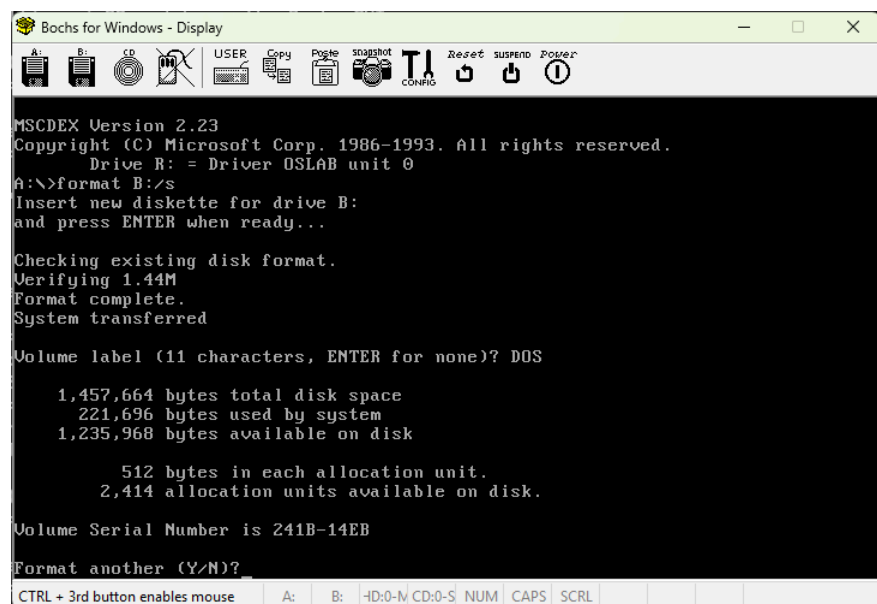 Bochs for Windows - Display
A: B: CD USER Copy Paste snapshot CONFIG Reset SUSPEND Power
MSCDEX Version 2.23
Copyright (C) Microsoft Corp. 1986-1993. All rights reserved.
Drive R: = Driver OSLAB unit 0
A:\>format B:/s
Insert new diskette for drive B:
and press ENTER when ready...
Checking existing disk format.
Verifying 1.44M
Format complete.
System transferred
Volume label (11 characters, ENTER for none)? DOS
1,457,664 bytes total disk space
221,696 bytes used by system
1,235,968 bytes available on disk
512 bytes in each allocation unit.
2,414 allocation units available on disk.
Volume Serial Number is 241B-14EB
Format another (Y/N)?_
CTRL + 3rd button enables mouse A: B: HD:0-M CD:0-S NUM CAPS SCRL